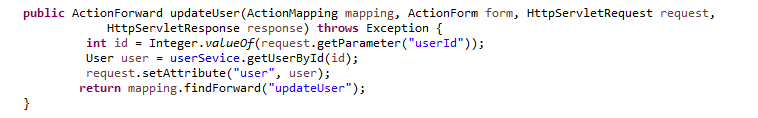 public ActionForward updateUser(ActionMapping mapping, ActionForm form, HttpServletRequest request,
HttpServletResponse response) throws Exception {
int id = Integer.valueOf(request.getParameter("userId"));
User user = userSevice.getUserById(id);
request.setAttribute("user", user);
return mapping.findForward("updateUser");
}